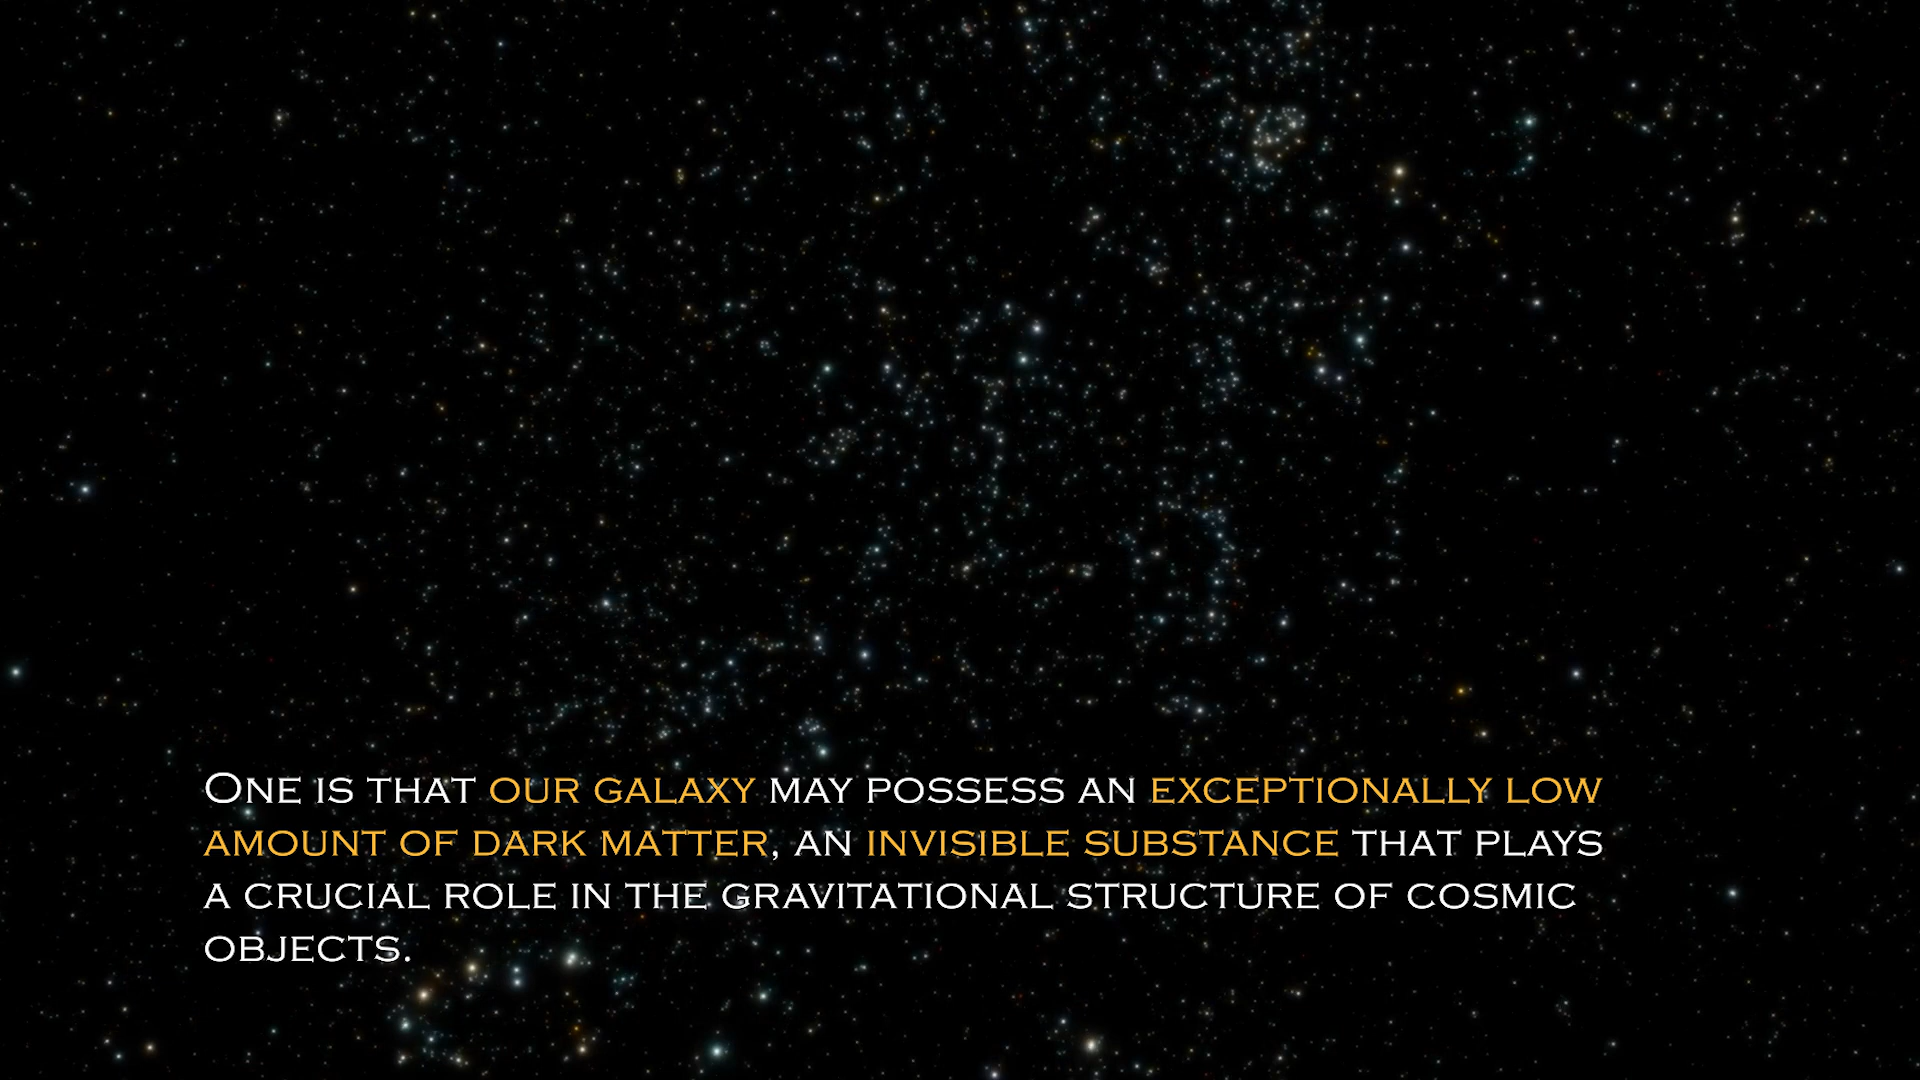 One is that our galaxy may possess an exceptionally low
amount of dark matter, an invisible substance that plays
a crucial role in the gravitational structure of cosmic
objects.